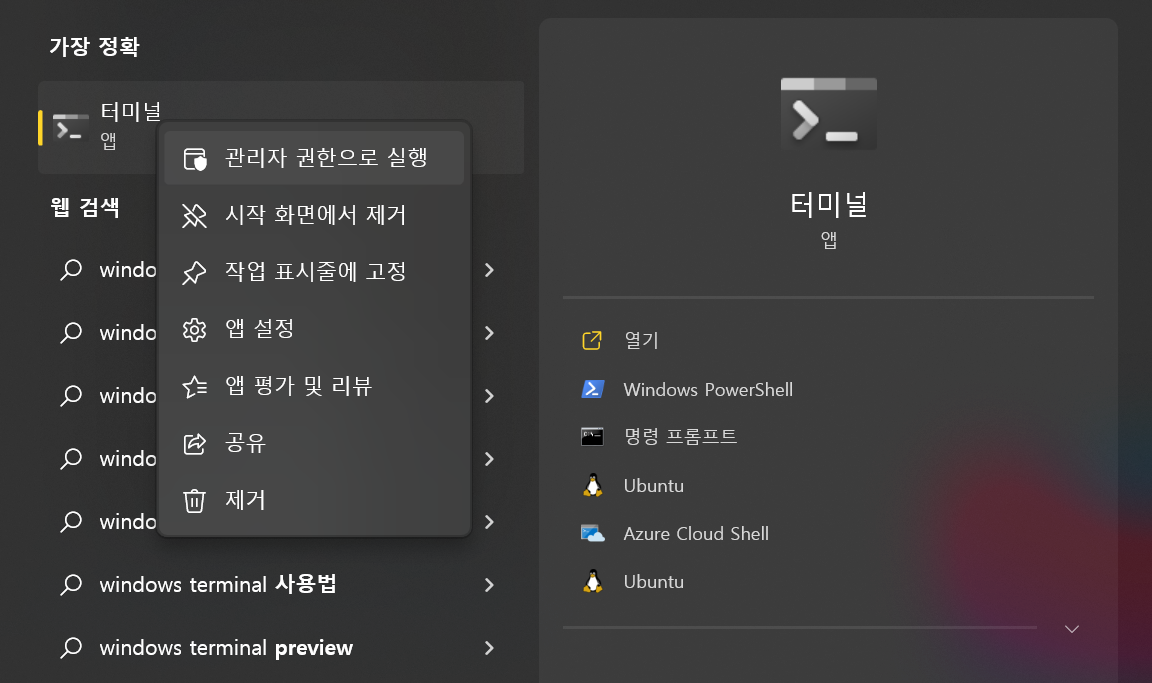 가장 정확
터미널
앱
관리자 권한으로 실행
시작 화면에서 제거
작업 표시줄에 고정
앱 설정
앱 평가 및 리뷰
공유
제거
웹 검색
windo
windo
windo
windo
windo
windows terminal 사용법
windows terminal preview
터미널
앱
열기
Windows PowerShell
명령 프롬프트
Ubuntu
Azure Cloud Shell
Ubuntu